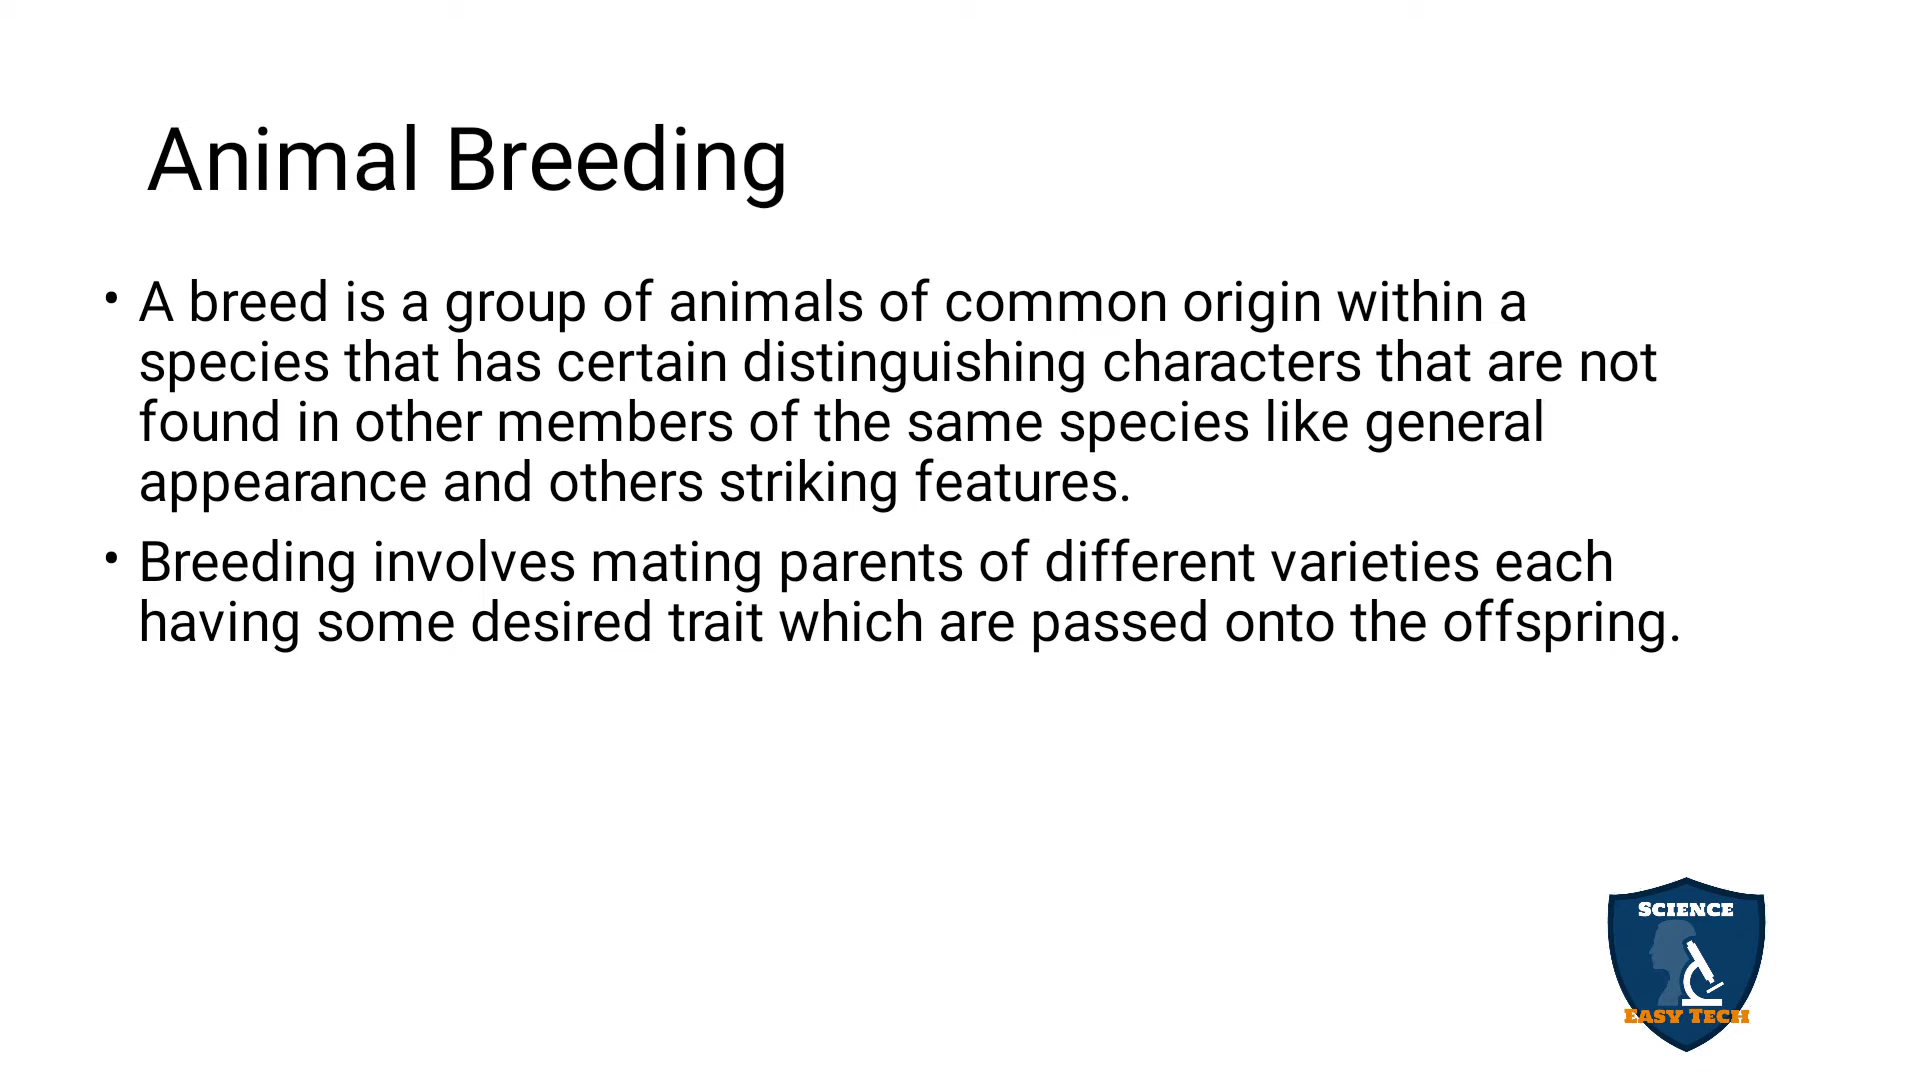 Animal Breeding
• A breed is a group of animals of common origin within a
species that has certain distinguishing characters that are not
found in other members of the same species like general
appearance and others striking features.
• Breeding involves mating parents of different varieties each
having some desired trait which are passed onto the offspring.
SCIENCE
EASY TECH